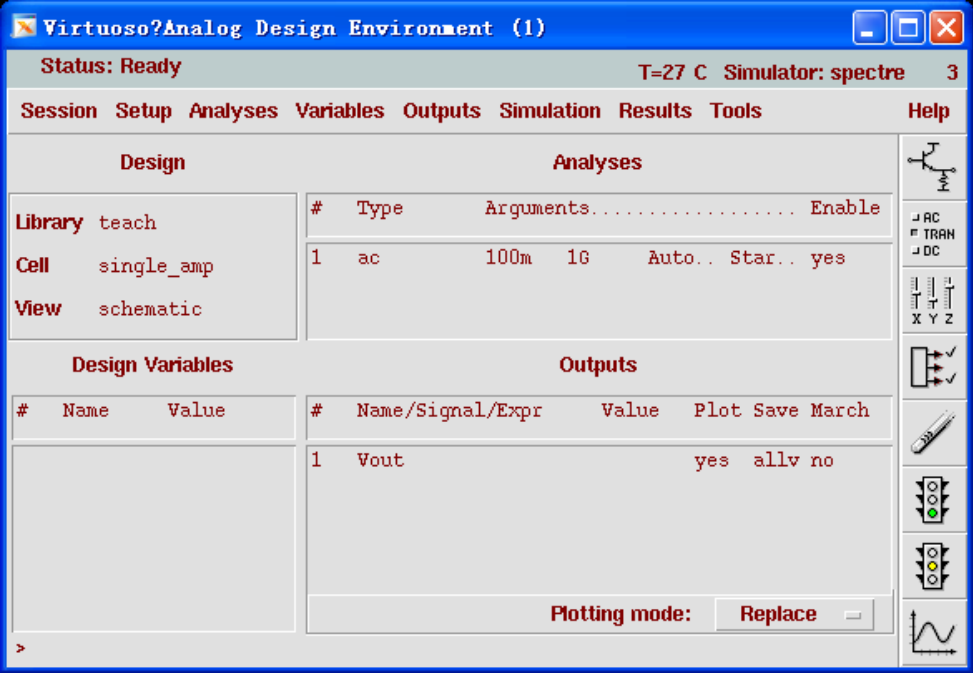 Virtuoso?Analog Design Environment (1)
Status: Ready
T=27 C Simulator: spectre 3
Session Setup Analyses Variables Outputs Simulation Results Tools Help
Design
Analyses
Library teach
Cell single_amp
View schematic
# Type Arguments.................. Enable
1 ac 100m 1G Auto.. Star.. yes
AC
TRAN
DC
X Y Z
Design Variables
Outputs
# Name Value
# Name/Signal/Expr Value Plot Save March
1 Vout yes allv no
Plotting mode: Replace
>